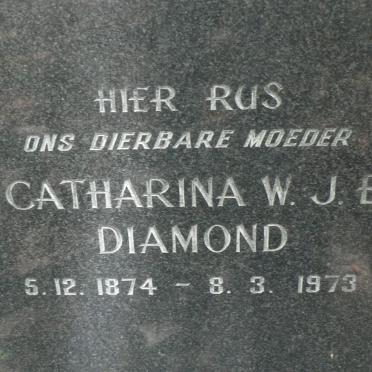 HIER RUS
ONS DIERBARE MOEDER
CATHARINA W. J.
DIAMOND
5. 12. 1874 - 8. 3. 1973